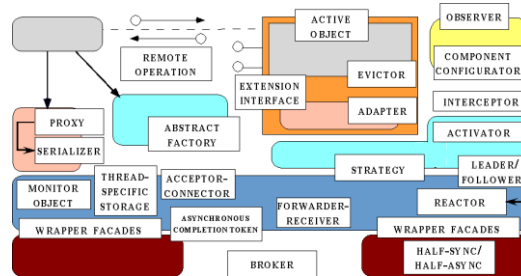 ACTIVE
OBJECT
OBSERVER
REMOTE
OPERATION
EVICTOR
COMPONENT
CONFIGURATOR
EXTENSION
INTERFACE
ADAPTER
INTERCEPTOR
PROXY
SERIALIZER
ABSTRACT
FACTORY
ACTIVATOR
STRATEGY
LEADER/
FOLLOWER
MONITOR
OBJECT
THREAD-
SPECIFIC
STORAGE
ACCEPTOR-
CONNECTOR
REACTOR
FORWARDER-
RECEIVER
ASYNCHRONOUS
COMPLETION TOKEN
WRAPPER FACADES
WRAPPER FACADES
BROKER
HALF-SYNC/
HALF-ASYNC